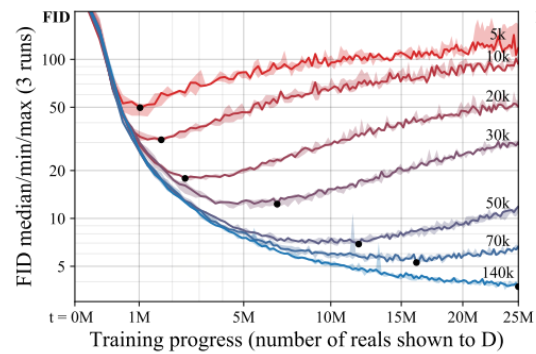 FID
FID median/min/max (3 runs)
100
50
20
10
5
5k
10k
20k
30k
50k
70k
140k
t = 0M 1M 5M 10M 15M 20M 25M
Training progress (number of reals shown to D)